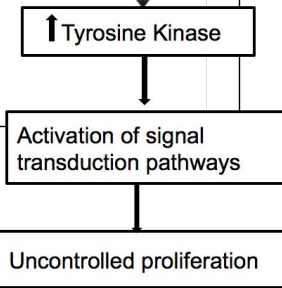 Tyrosine Kinase
Activation of signal
transduction pathways
Uncontrolled proliferation